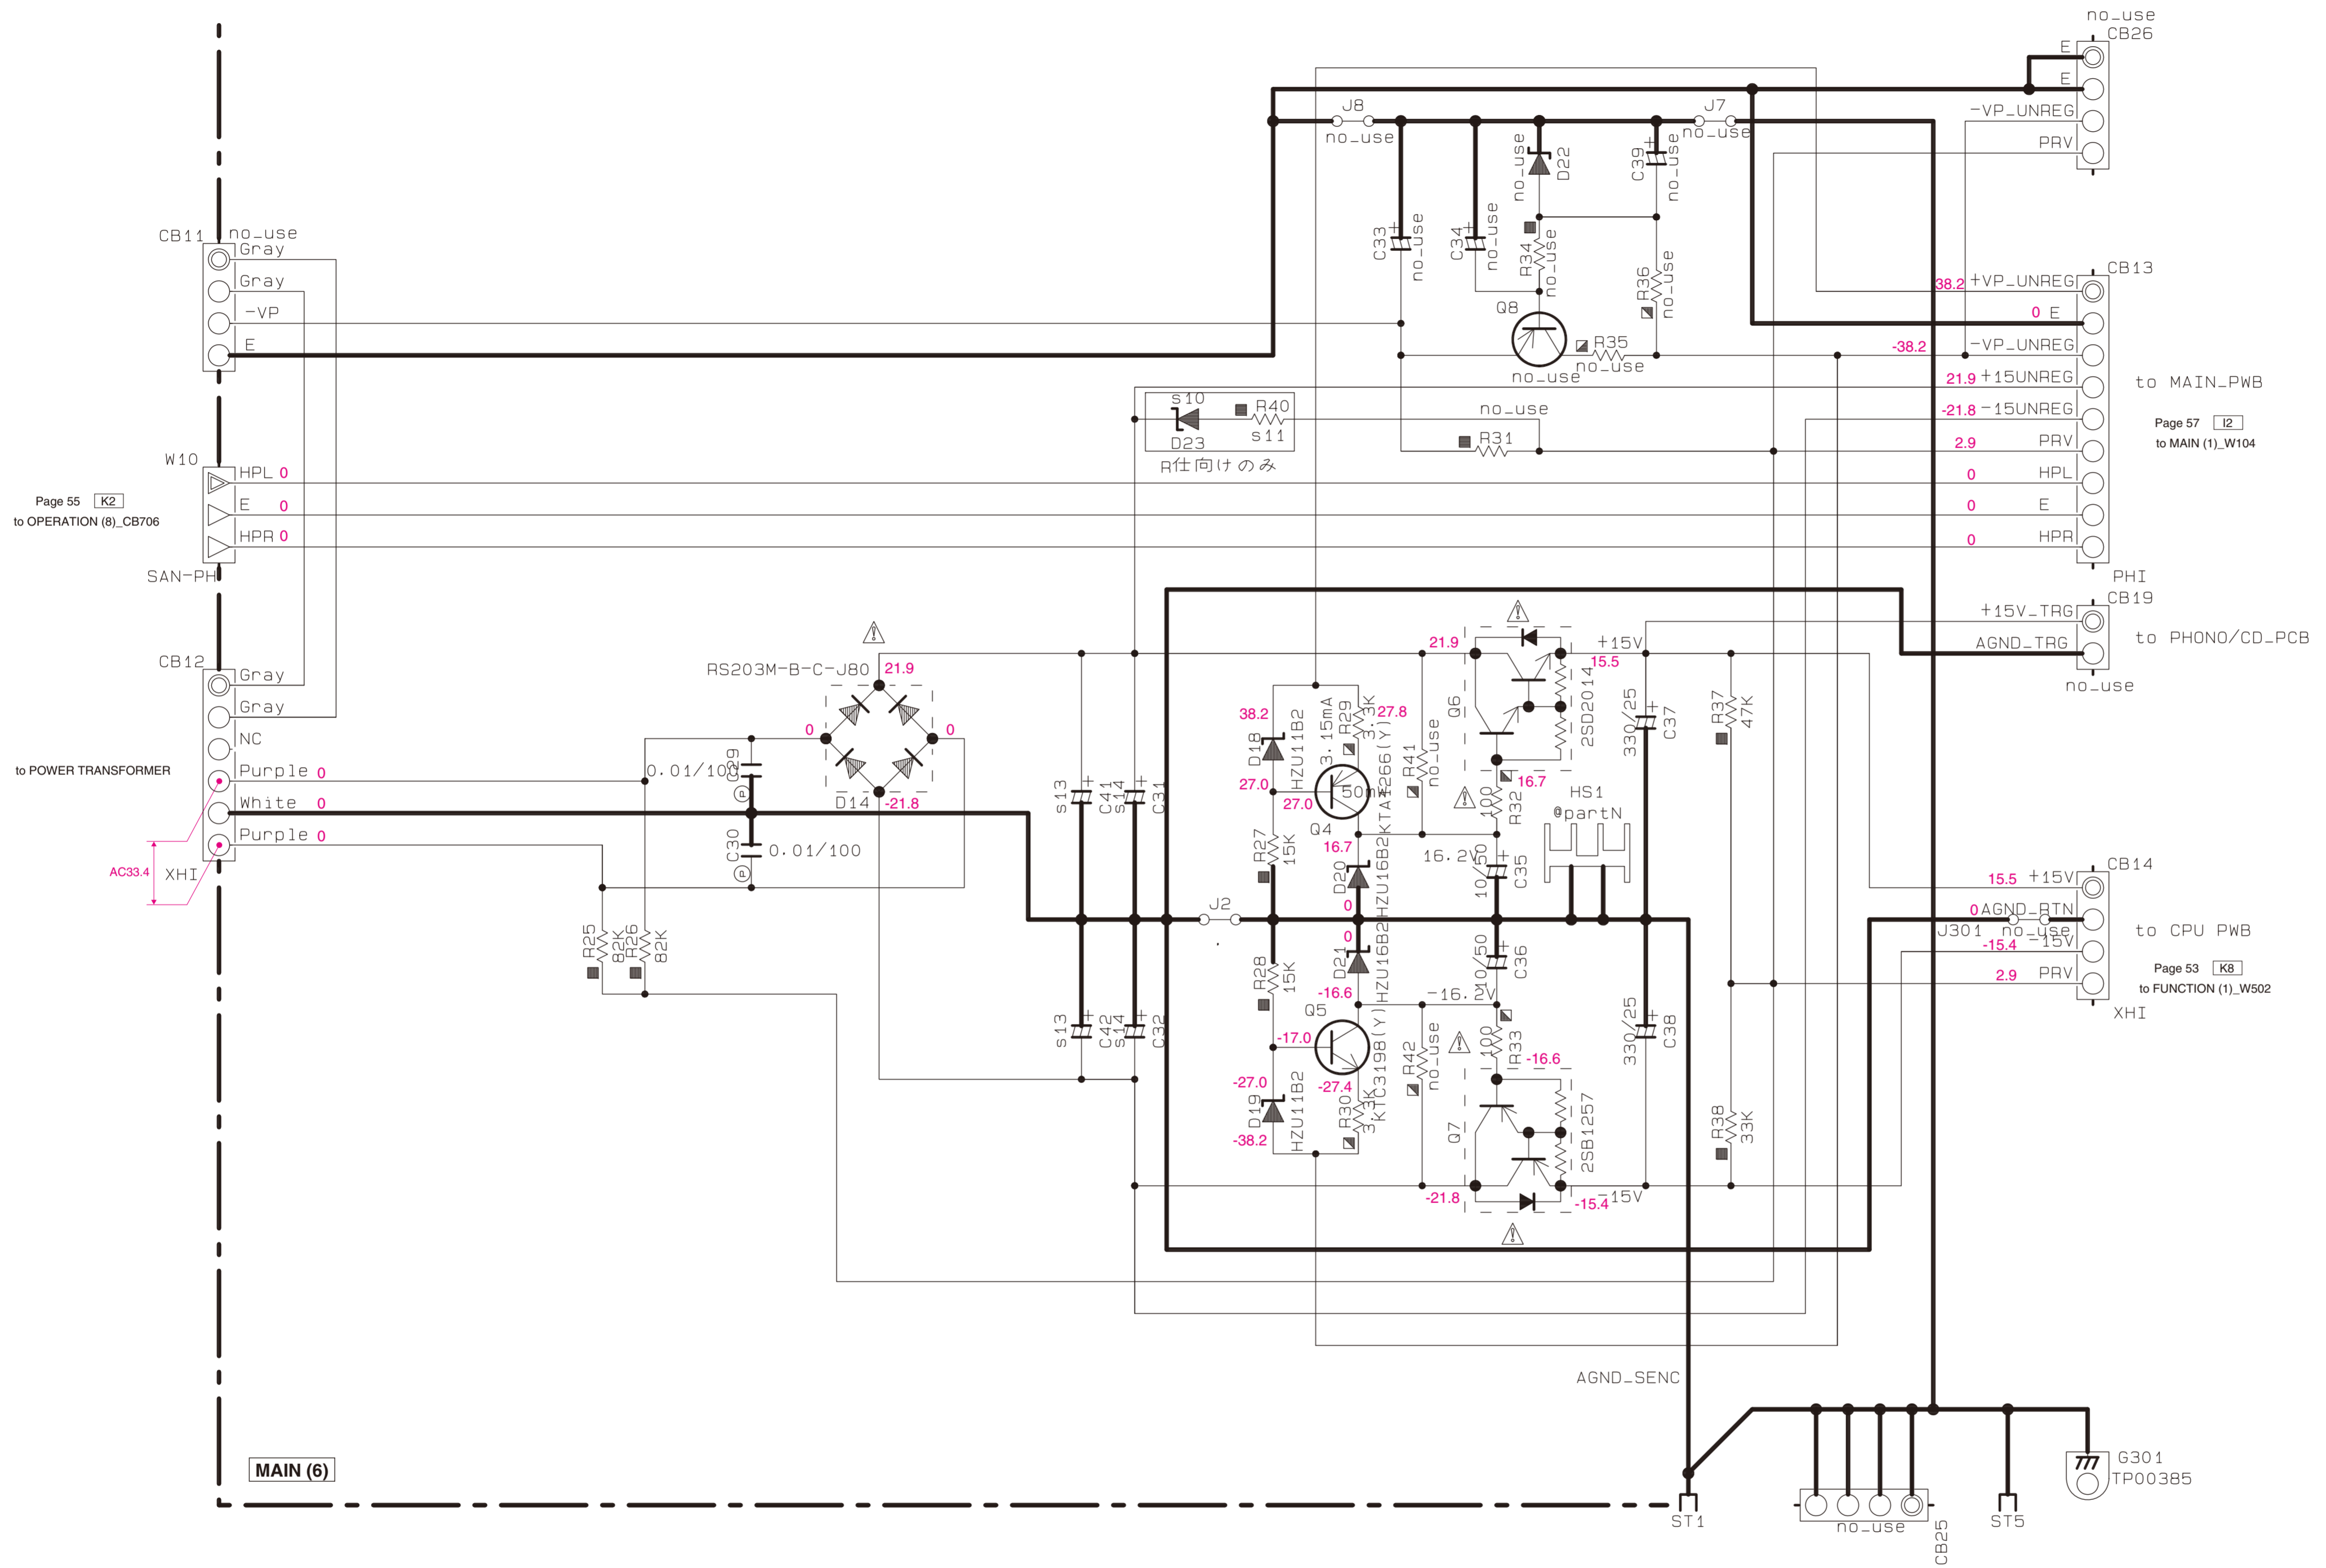 no_use
CB26
E
E
-VP_UNREG
PRV
J8
no_use
J7
no_use
no_use
D22
C39
no_use
C33
no_use
C34
no_use
R34
no_use
R36
no_use
Q8
no_use
R35
no_use
CB11
no_use
Gray
Gray
-VP
E
CB13
38.2 +VP_UNREG
0 E
-38.2 -VP_UNREG
21.9 +15UNREG
-21.8 -15UNREG
2.9 PRV
0 HPL
0 E
0 HPR
PHI
to MAIN_PWB
Page 57 I2
to MAIN (1)_W104
s10
D23
R40
s11
R仕向けのみ
no_use
R31
W10
HPL 0
E 0
HPR 0
SAN-PH
Page 55 K2
to OPERATION (8)_CB706
CB19
+15V_TRG
AGND_TRG
no_use
to PHONO/CD_PCB
CB12
Gray
Gray
NC
Purple 0
White 0
Purple 0
XHI
to POWER TRANSFORMER
AC33.4
RS203M-B-C-J80
21.9
0
0
D14
-21.8
C29
0.01/100
P
C30
0.01/100
P
R25
82K
R26
82K
s13
C41
s14
C31
s13
C42
s14
C32
J2
.
38.2
D18
HZU11B2
27.0
27.0
R27
15K
3.15mA
R29
3.3K
27.8
Q4
KTA1266(Y)
16.7
D20
HZU16B2
0
0
D21
HZU16B2
-16.6
R28
15K
Q5
KTC3198(Y)
-17.0
-27.0
-27.4
D19
HZU11B2
-38.2
R30
3.3K
R41
no_use
R42
no_use
21.9
Q6
2SD2014
+15V
15.5
16.7
100
R32
16.2V
10/50
C35
HS1
@partN
10/50
C36
-16.2V
100
R33
-16.6
Q7
2SB1257
-21.8
-15.4
-15V
330/25
C37
330/25
C38
R37
47K
R38
33K
CB14
15.5 +15V
0 AGND_RTN
J301 no_use
-15.4 -15V
2.9 PRV
XHI
to CPU PWB
Page 53 K8
to FUNCTION (1)_W502
AGND_SENC
MAIN (6)
ST1
no_use
CB25
ST5
G301
TP00385